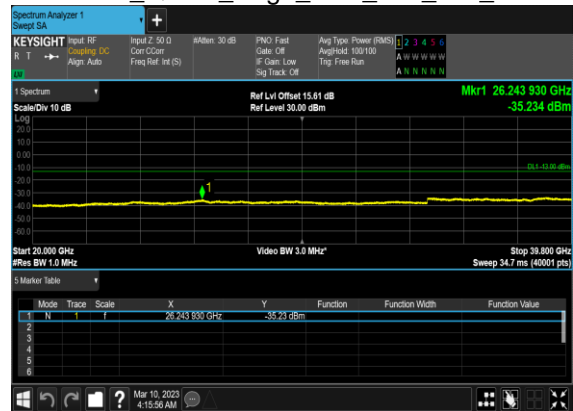 Spectrum Analyzer 1
Swept SA
+
KEYSIGHT Input: RF Input Z: 50 Ω #Atten: 30 dB PNO: Fast Avg Type: Power (RMS) 1 2 3 4 5 6
R T Coupling: DC Corr CCorr Gate: Off Avg|Hold: 100/100 A W W W W W
Align: Auto Freq Ref: Int (S) IF Gain: Low Trig: Free Run
LXI Sig Track: Off A N N N N N
1 Spectrum Ref Lvl Offset 15.61 dB Mkr1 26.243 930 GHz
Scale/Div 10 dB Ref Level 30.00 dBm -35.234 dBm
Log
20.0
10.0
0.00
-10.0 DL1 -13.00 dBm
-20.0
-30.0 1
-40.0
-50.0
-60.0
Start 20.000 GHz Video BW 3.0 MHz* Stop 39.800 GHz
#Res BW 1.0 MHz Sweep 34.7 ms (40001 pts)
5 Marker Table
Mode Trace Scale X Y Function Function Width Function Value
1 N 1 f 26.243 930 GHz -35.23 dBm
2
3
4
5
6
? Mar 10, 2023
4:15:56 AM